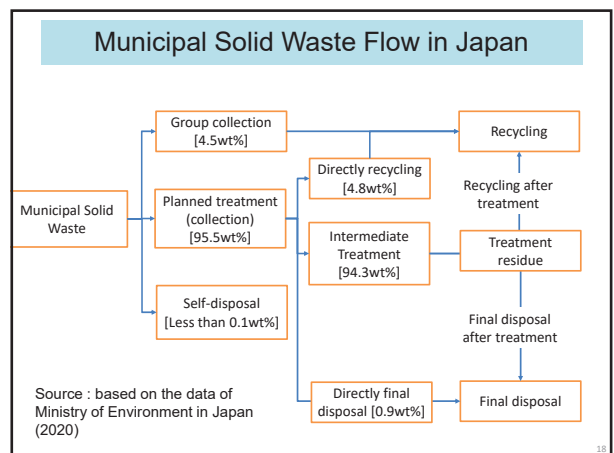 Municipal Solid Waste Flow in Japan
Group collection
[4.5wt%]
Recycling
Directly recycling
[4.8wt%]
Recycling after
treatment
Municipal Solid
Waste
Planned treatment
(collection)
[95.5wt%]
Intermediate
Treatment
[94.3wt%]
Treatment
residue
Self-disposal
[Less than 0.1wt%]
Final disposal
after treatment
Source : based on the data of
Ministry of Environment in Japan
(2020)
Directly final
disposal [0.9wt%]
Final disposal
18